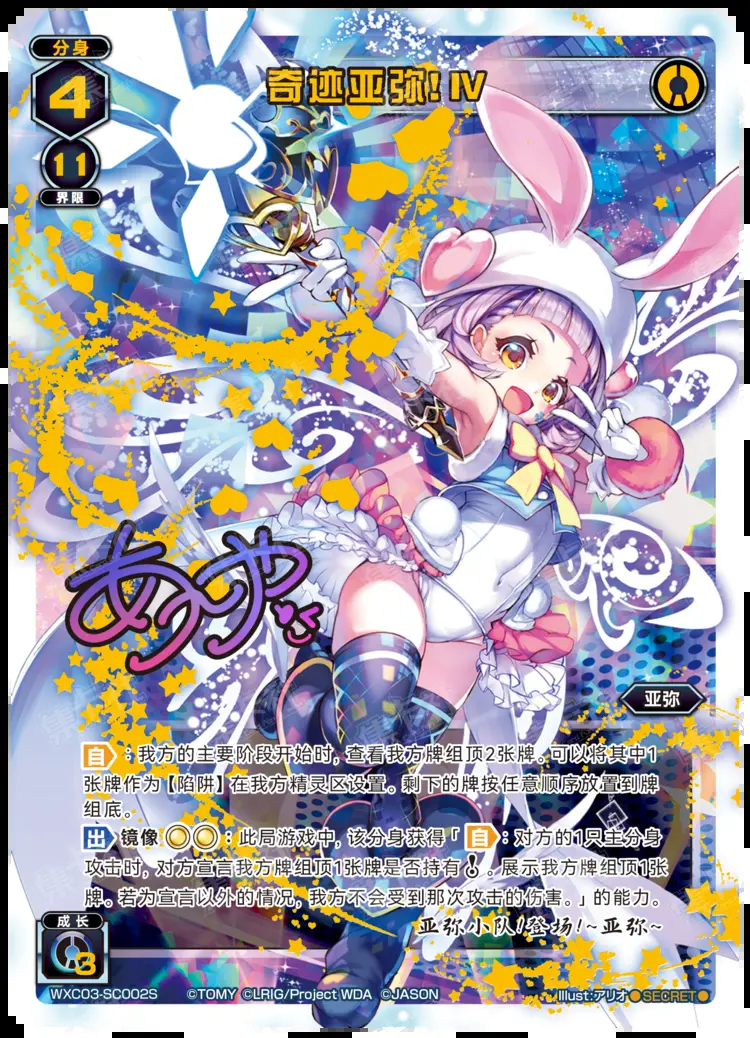 分身
4
奇迹亚弥! IV
11
界限
あーや
亚弥
自：我方的主要阶段开始时，查看我方牌组顶2张牌。可以将其中1
张牌作为【陷阱】在我方精灵区设置。剩下的牌按任意顺序放置到牌
组底。
出 镜像：此局游戏中，该分身获得「自：对方的1只主分身
攻击时，对方宣言我方牌组顶1张牌是否持有。展示我方牌组顶1张
牌。若为宣言以外的情况，我方不会受到那次攻击的伤害。」的能力。
亚弥小队!登场!~亚弥~
成长
3
WXC03-SC002S ©TOMY ©LRIG/Project WDA ©JASON Illust:アリオ SECRET